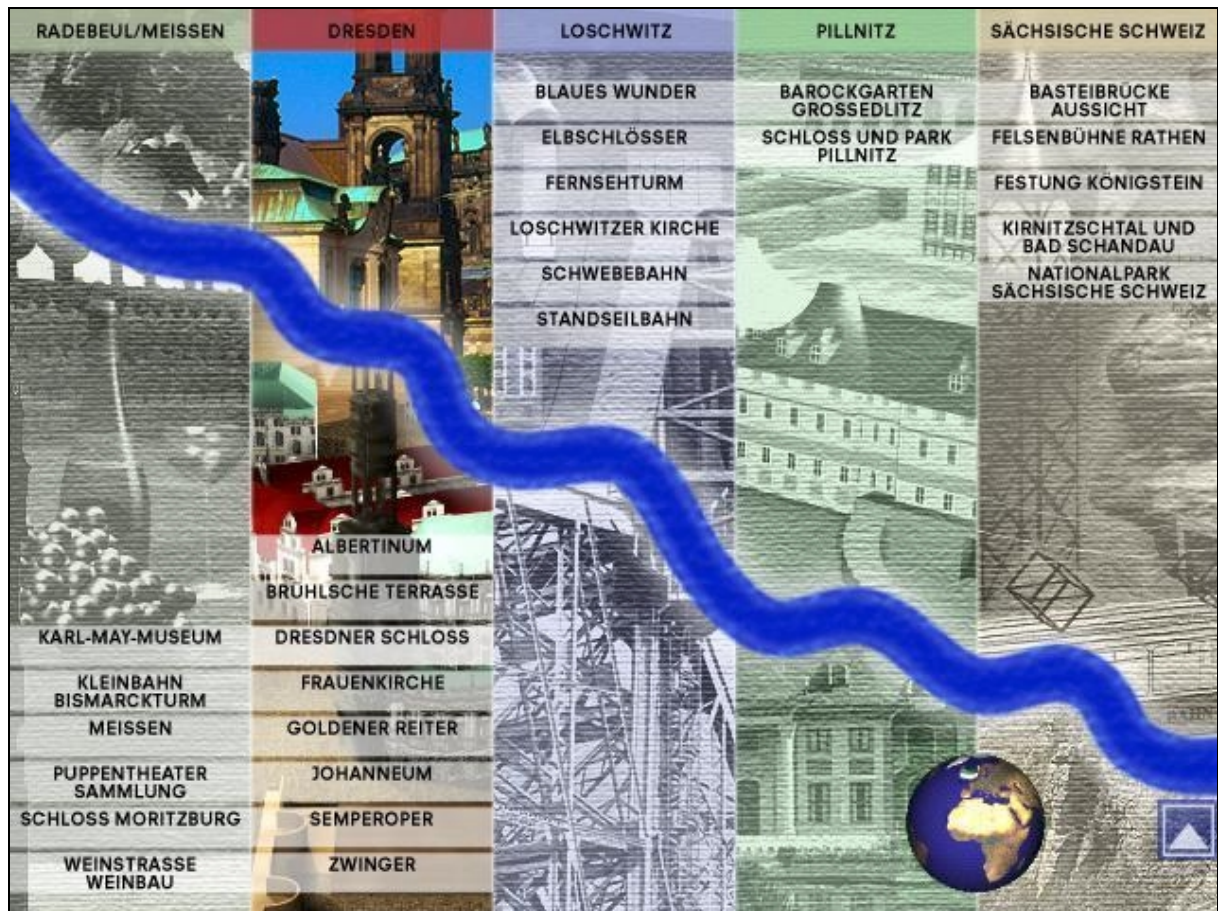 RADEBEUL/MEISSEN
KARL-MAY-MUSEUM
KLEINBAHN
BISMARCKTURM
MEISSEN
PUPPENTHEATER
SAMMLUNG
SCHLOSS MORITZBURG
WEINSTRASSE
WEINBAU
DRESDEN
ALBERTINUM
BRÜHLSCHE TERRASSE
DRESDNER SCHLOSS
FRAUENKIRCHE
GOLDENER REITER
JOHANNEUM
SEMPEROPER
ZWINGER
LOSCHWITZ
BLAUES WUNDER
ELBSCHLÖSSER
FERNSEHTURM
LOSCHWITZER KIRCHE
SCHWEBEBAHN
STANDSEILBAHN
PILLNITZ
BAROCKGARTEN
GROSSEDLITZ
SCHLOSS UND PARK
PILLNITZ
SÄCHSISCHE SCHWEIZ
BASTEIBRÜCKE
AUSSICHT
FELSENBÜHNE RATHEN
FESTUNG KÖNIGSTEIN
KIRNITZSCHTAL UND
BAD SCHANDAU
NATIONALPARK
SÄCHSISCHE SCHWEIZ